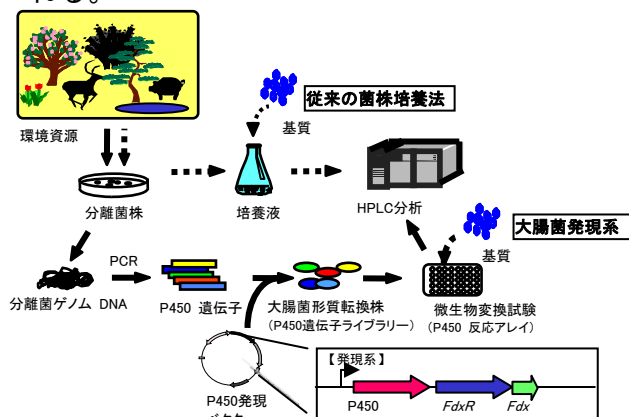 れる。
従来の菌株培養法
基質
環境資源
分離菌株
培養液
HPLC分析
大腸菌発現系
基質
PCR
分離菌ゲノム DNA
P450 遺伝子
大腸菌形質転換株
(P450遺伝子ライブラリー)
微生物変換試験
(P450 反応アレイ)
【発現系】
P450
FdxR
Fdx
P450発現